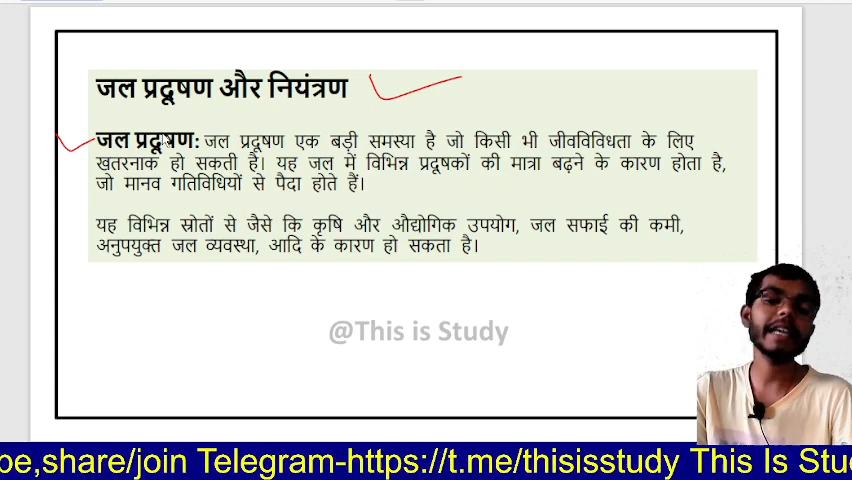 जल प्रदूषण और नियंत्रण
जल प्रदूषण: जल प्रदूषण एक बड़ी समस्या है जो किसी भी जीवविविधता के लिए
खतरनाक हो सकती है। यह जल में विभिन्न प्रदूषकों की मात्रा बढ़ने के कारण होता है,
जो मानव गतिविधियों से पैदा होते हैं।
यह विभिन्न स्रोतों से जैसे कि कृषि और औद्योगिक उपयोग, जल सफाई की कमी,
अनुपयुक्त जल व्यवस्था, आदि के कारण हो सकता है।
@This is Study
be,share/join Telegram-https://t.me/thisisstudy This Is Stu